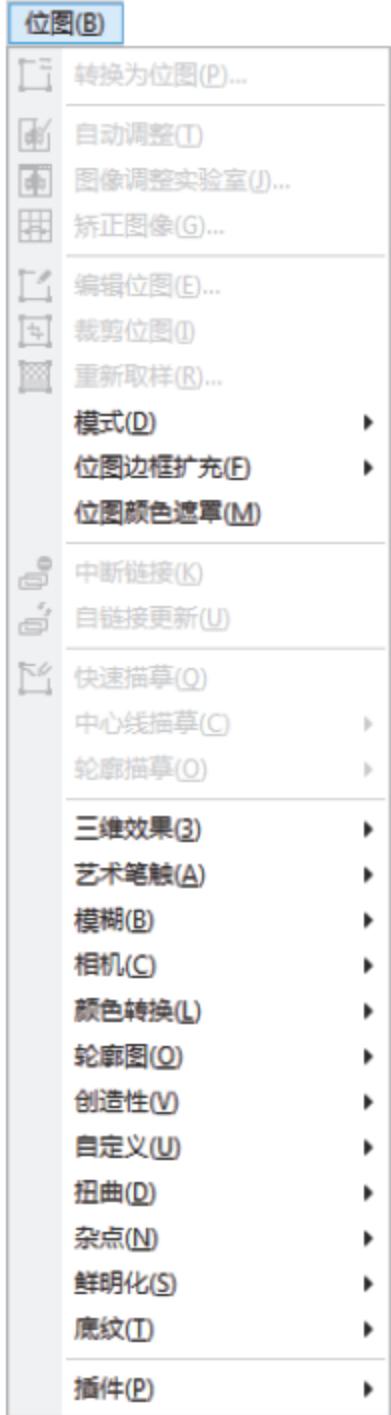 位图(B)
转换为位图(P)...
自动调整(T)
图像调整实验室(J)...
矫正图像(G)...
编辑位图(E)...
裁剪位图(I)
重新取样(R)...
模式(D)
位图边框扩充(F)
位图颜色遮罩(M)
中断链接(K)
自链接更新(U)
快速描摹(Q)
中心线描摹(C)
轮廓描摹(O)
三维效果(3)
艺术笔触(A)
模糊(B)
相机(C)
颜色转换(L)
轮廓图(O)
创造性(V)
自定义(U)
扭曲(D)
杂点(N)
鲜明化(S)
底纹(T)
插件(P)